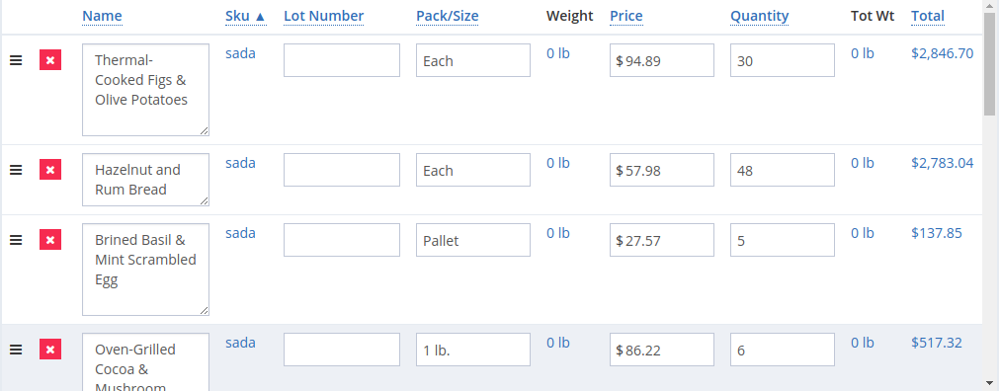 Name Sku ▲ Lot Number Pack/Size Weight Price Quantity Tot Wt Total
Thermal- sada Each 0 lb $94.89 30 0 lb $2,846.70
Cooked Figs &
Olive Potatoes
Hazelnut and sada Each 0 lb $57.98 48 0 lb $2,783.04
Rum Bread
Brined Basil & sada Pallet 0 lb $27.57 5 0 lb $137.85
Mint Scrambled
Egg
Oven-Grilled sada 1 lb. 0 lb $86.22 6 0 lb $517.32
Cocoa &
Mushroom